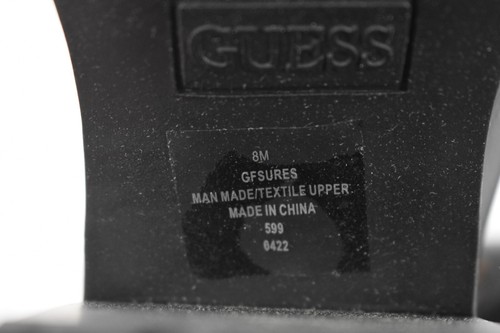 GUESS
8M
GFSURES
MAN MADE/TEXTILE UPPER
MADE IN CHINA
599
0422